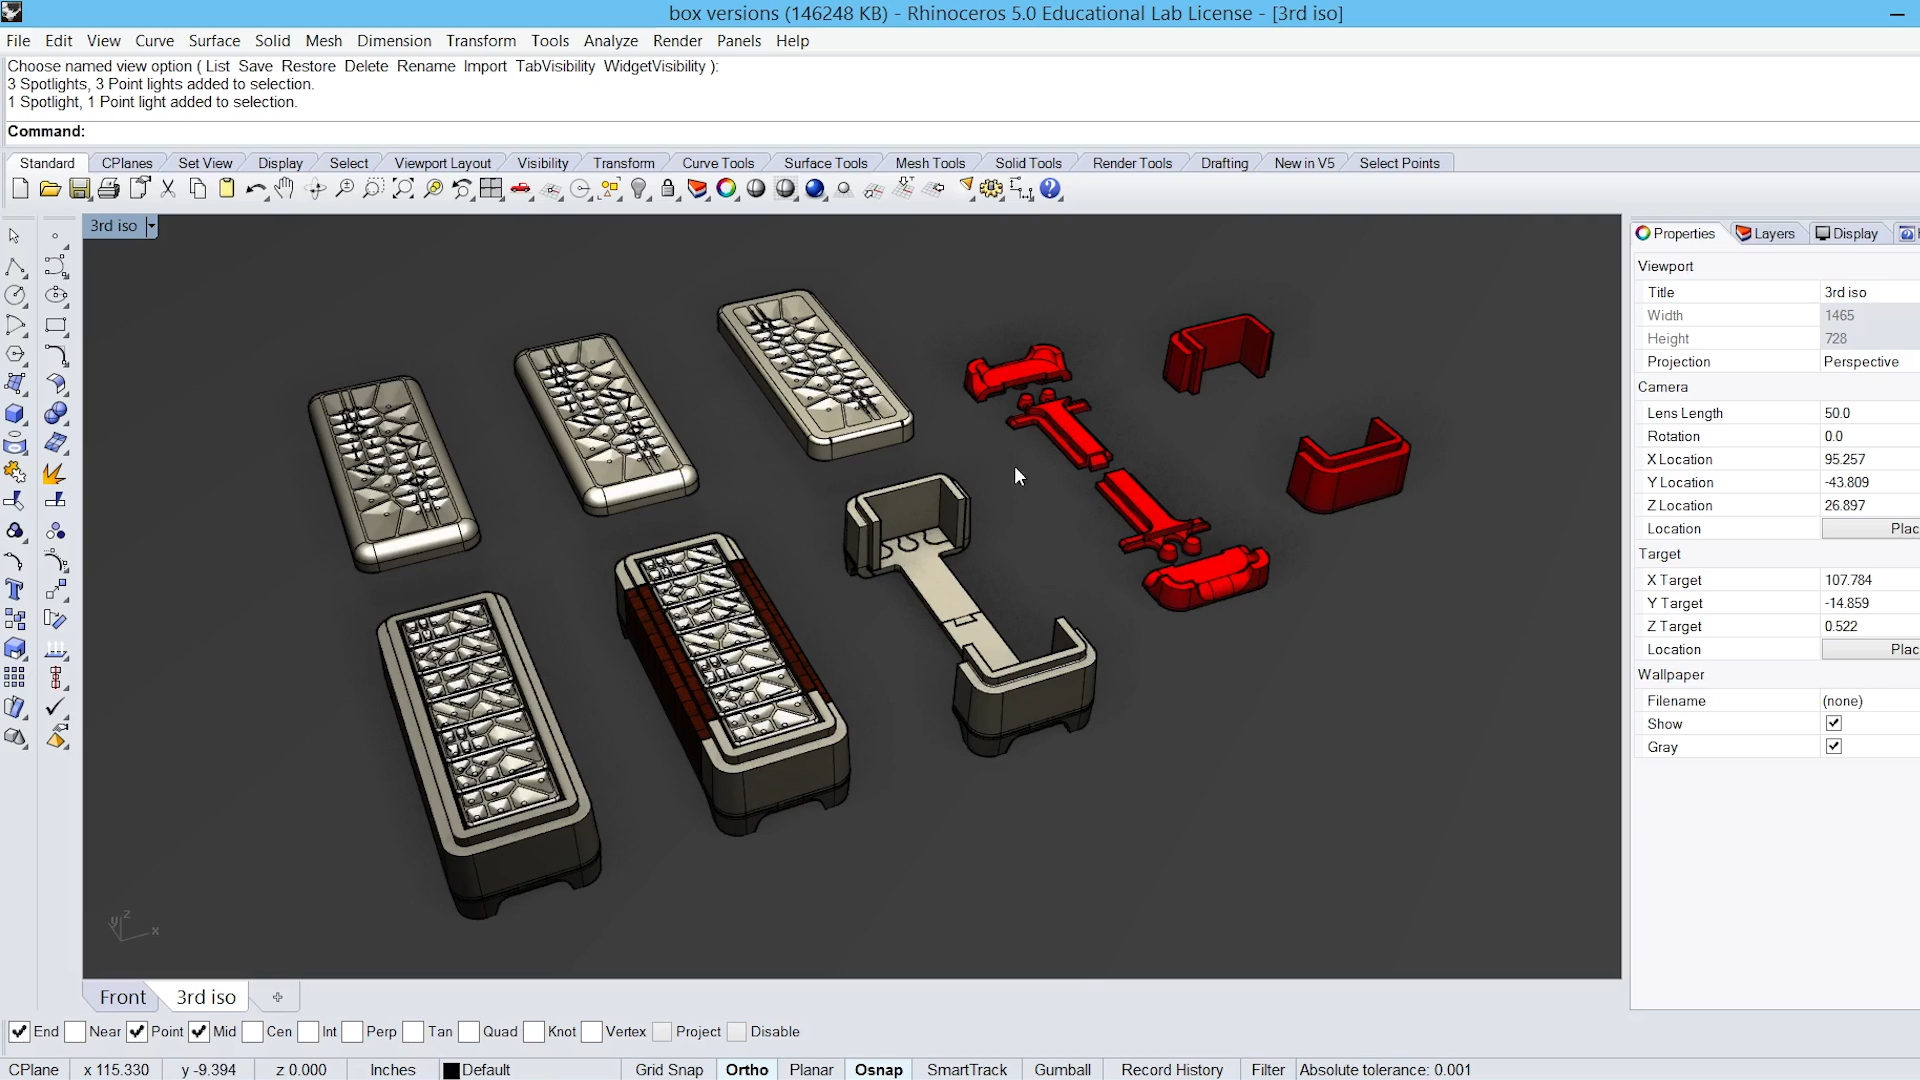 box versions (146248 KB) - Rhinoceros 5.0 Educational Lab License - [3rd iso]
File Edit View Curve Surface Solid Mesh Dimension Transform Tools Analyze Render Panels Help
Choose named view option ( List Save Restore Delete Rename Import TabVisibility WidgetVisibility ):
3 Spotlights, 3 Point lights added to selection.
1 Spotlight, 1 Point light added to selection.
Command:
Standard CPlanes Set View Display Select Viewport Layout Visibility Transform Curve Tools Surface Tools Mesh Tools Solid Tools Render Tools Drafting New in V5 Select Points
3rd iso
Properties Layers Display
Viewport
Title 3rd iso
Width 1465
Height 728
Projection Perspective
Camera
Lens Length 50.0
Rotation 0.0
X Location 95.257
Y Location -43.809
Z Location 26.897
Location Plac
Target
X Target 107.784
Y Target -14.859
Z Target 0.522
Location Plac
Wallpaper
Filename (none)
Show
Gray
z
y
x
Front 3rd iso
End Near Point Mid Cen Int Perp Tan Quad Knot Vertex Project Disable
CPlane x 115.330 y -9.394 z 0.000 Inches Default Grid Snap Ortho Planar Osnap SmartTrack Gumball Record History Filter Absolute tolerance: 0.001